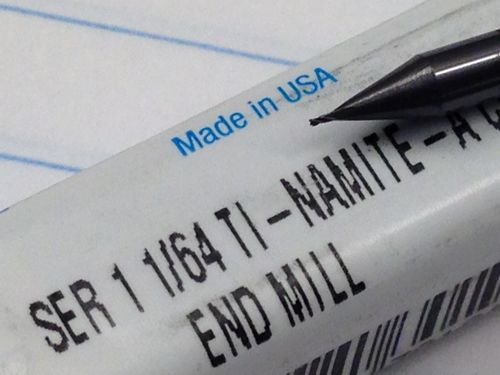 Made in USA
SER 1 1/64 TI-NAMITE-A
END MILL